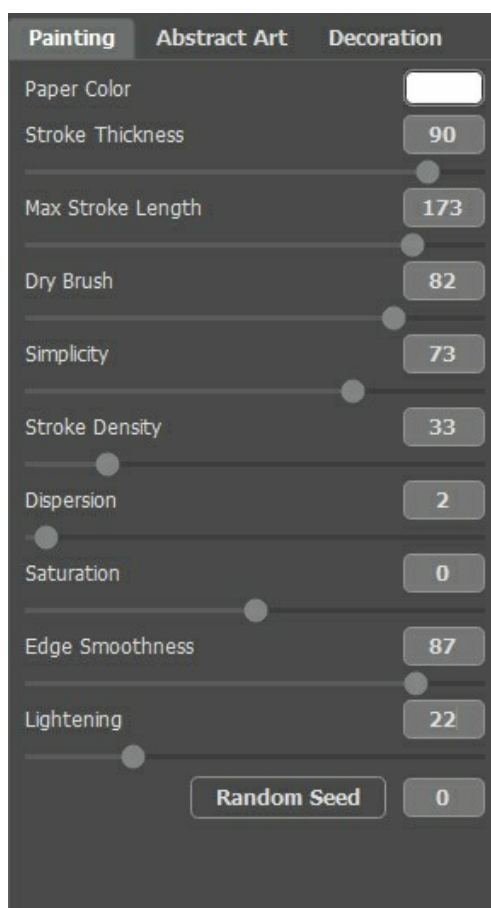 Painting Abstract Art Decoration
Paper Color
Stroke Thickness 90
Max Stroke Length 173
Dry Brush 82
Simplicity 73
Stroke Density 33
Dispersion 2
Saturation 0
Edge Smoothness 87
Lightening 22
Random Seed 0